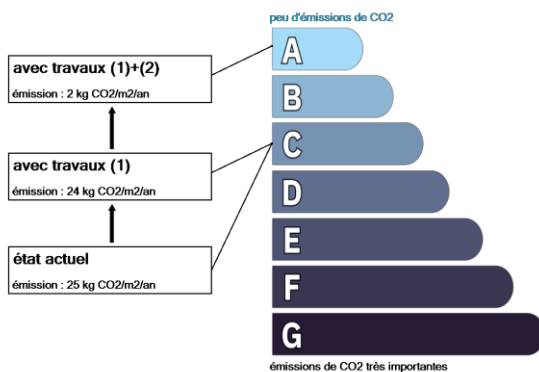 peu d'émissions de CO2
A
avec travaux (1)+(2)
émission : 2 kg CO2/m2/an
B
C
avec travaux (1)
émission : 24 kg CO2/m2/an
D
E
état actuel
émission : 25 kg CO2/m2/an
F
G
émissions de CO2 très importantes